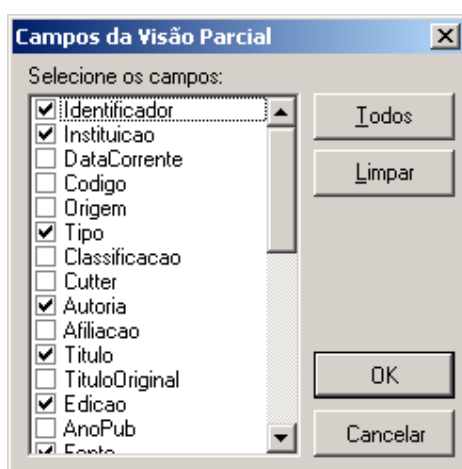 Campos da Visão Parcial
Selecione os campos:
Identificador
Instituicao
DataCorrente
Codigo
Origem
Tipo
Classificacao
Cutter
Autoria
Afiliacao
Titulo
TituloOriginal
Edicao
AnoPub
Fonte
Todos
Limpar
OK
Cancelar